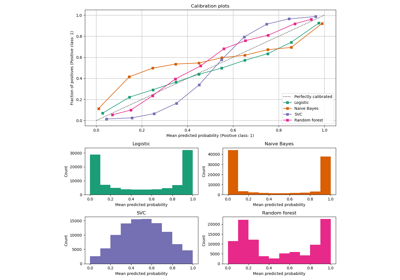 Calibration plots
Fraction of positives (Positive class: 1)
1.0
0.8
0.6
0.4
0.2
0.0
Perfectly calibrated
Logistic
Naive Bayes
SVC
Random forest
0.0 0.2 0.4 0.6 0.8 1.0
Mean predicted probability (Positive class: 1)
Logistic
Count
30000
20000
10000
0
0.0 0.2 0.4 0.6 0.8 1.0
Mean predicted probability
Naive Bayes
Count
40000
30000
20000
10000
0
0.0 0.2 0.4 0.6 0.8 1.0
Mean predicted probability
SVC
Count
15000
10000
5000
0
0.0 0.2 0.4 0.6 0.8 1.0
Mean predicted probability
Random forest
Count
20000
15000
10000
5000
0
0.0 0.2 0.4 0.6 0.8 1.0
Mean predicted probability